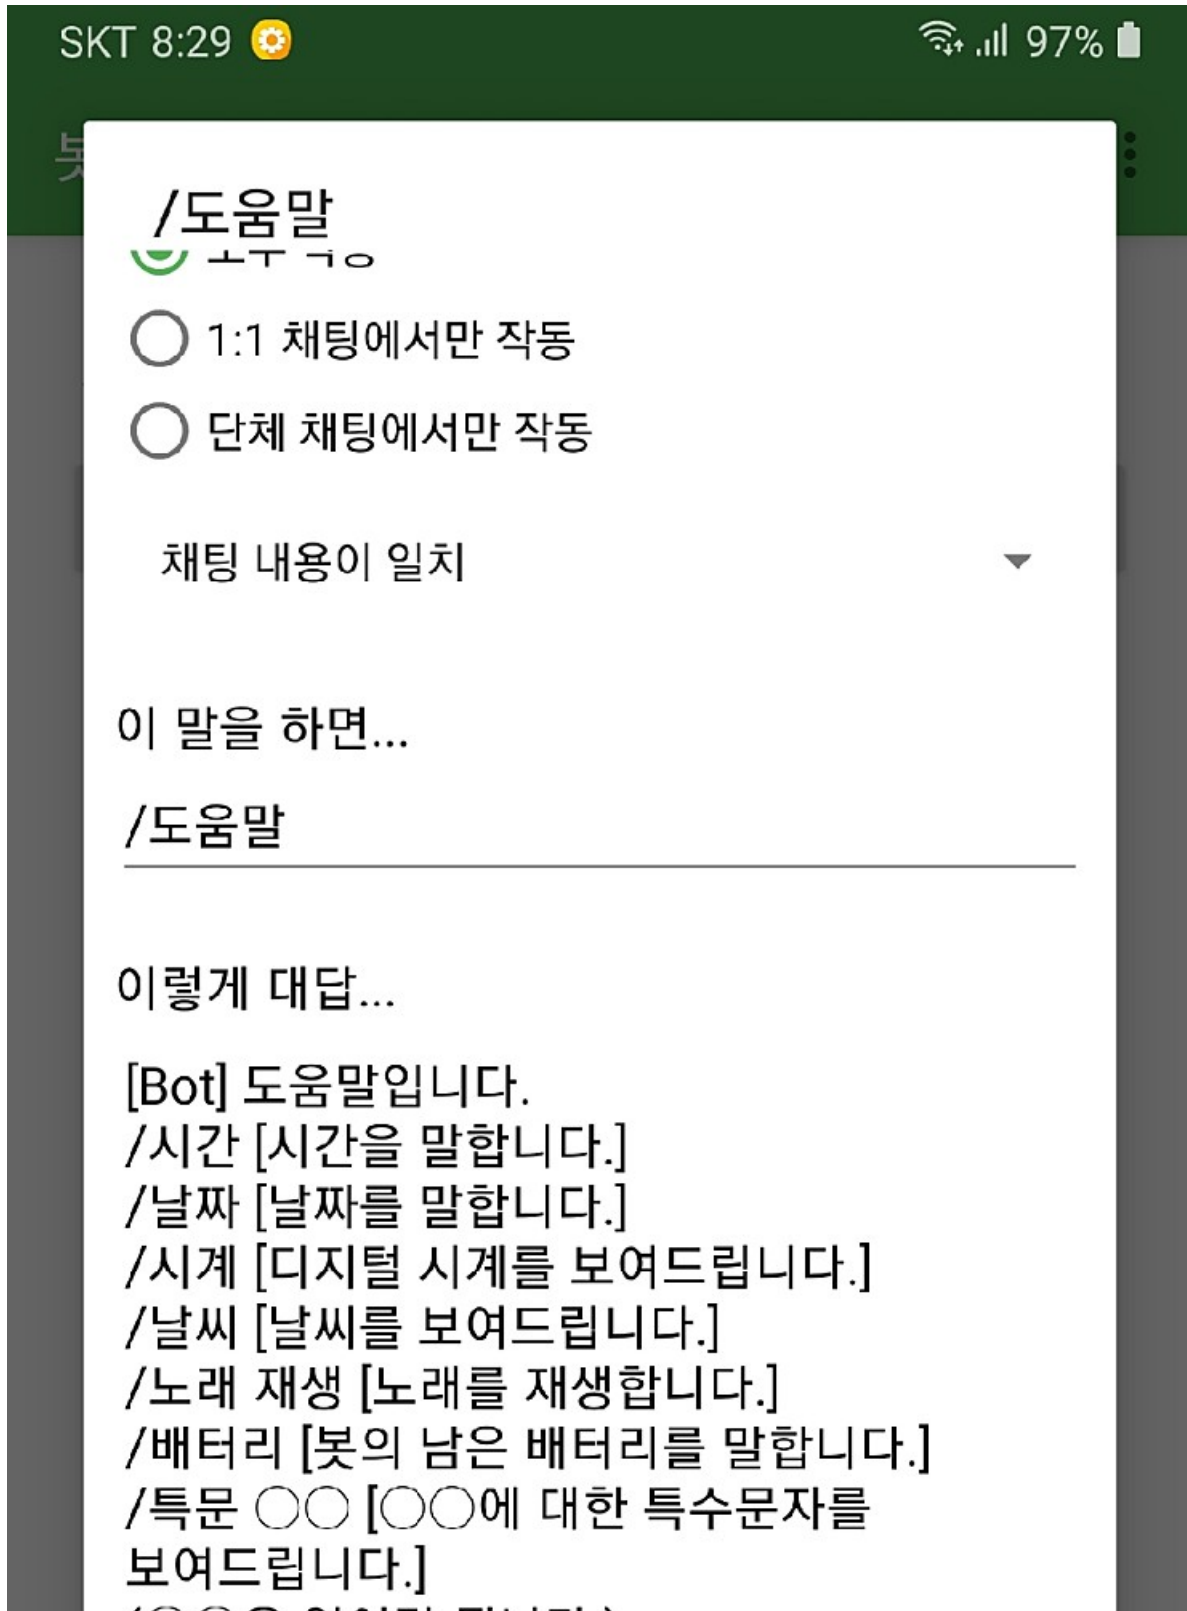 SKT 8:29
97%
봇
/도움말
모두 작동
1:1 채팅에서만 작동
단체 채팅에서만 작동
채팅 내용이 일치
이 말을 하면...
/도움말
이렇게 대답...
[Bot] 도움말입니다.
/시간 [시간을 말합니다.]
/날짜 [날짜를 말합니다.]
/시계 [디지털 시계를 보여드립니다.]
/날씨 [날씨를 보여드립니다.]
/노래 재생 [노래를 재생합니다.]
/배터리 [봇의 남은 배터리를 말합니다.]
/특문 ○○ [○○에 대한 특수문자를
보여드립니다.]